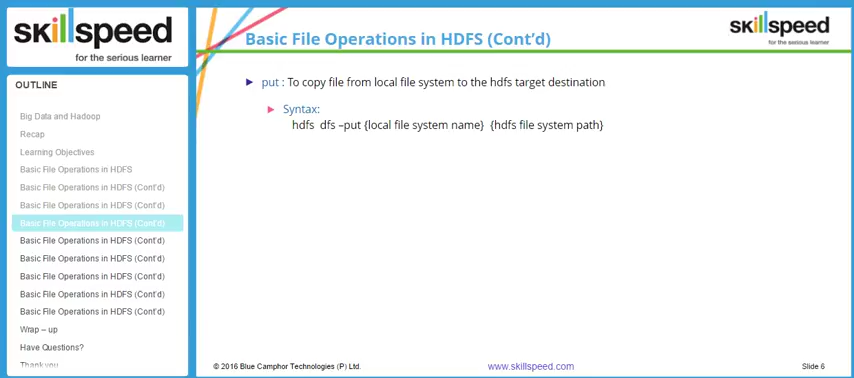 skillspeed
for the serious learner
OUTLINE
Big Data and Hadoop
Recap
Learning Objectives
Basic File Operations in HDFS
Basic File Operations in HDFS (Cont'd)
Basic File Operations in HDFS (Cont'd)
Basic File Operations in HDFS (Cont'd)
Basic File Operations in HDFS (Cont'd)
Basic File Operations in HDFS (Cont'd)
Basic File Operations in HDFS (Cont'd)
Basic File Operations in HDFS (Cont'd)
Basic File Operations in HDFS (Cont'd)
Wrap – up
Have Questions?
Thank you
Basic File Operations in HDFS (Cont’d)
skillspeed
for the serious learner
put : To copy file from local file system to the hdfs target destination
Syntax:
hdfs dfs –put {local file system name} {hdfs file system path}
© 2016 Blue Camphor Technologies (P) Ltd.
www.skillspeed.com
Slide 6